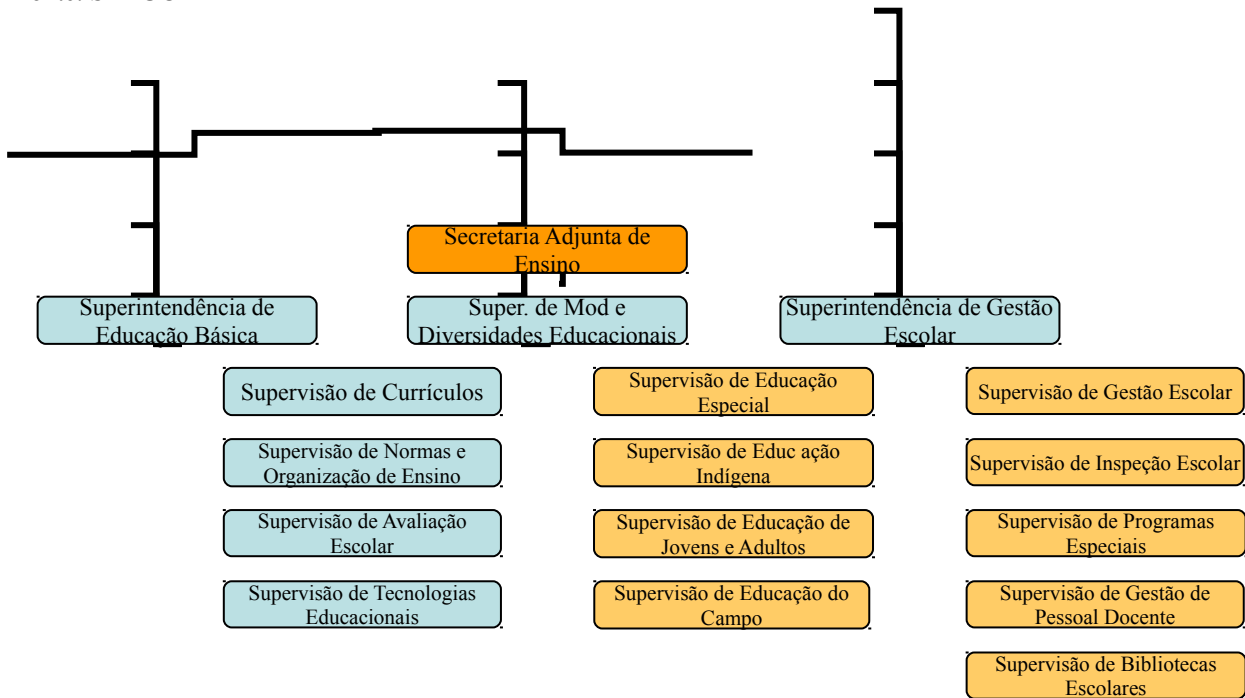 Secretaria Adjunta de
Ensino
Superintendência de
Educação Básica
Super. de Mod e
Diversidades Educacionais
Superintendência de Gestão
Escolar
Supervisão de Currículos
Supervisão de Normas e
Organização de Ensino
Supervisão de Avaliação
Escolar
Supervisão de Tecnologias
Educacionais
Supervisão de Educação
Especial
Supervisão de Educ ação
Indígena
Supervisão de Educação de
Jovens e Adultos
Supervisão de Educação do
Campo
Supervisão de Gestão Escolar
Supervisão de Inspeção Escolar
Supervisão de Programas
Especiais
Supervisão de Gestão de
Pessoal Docente
Supervisão de Bibliotecas
Escolares